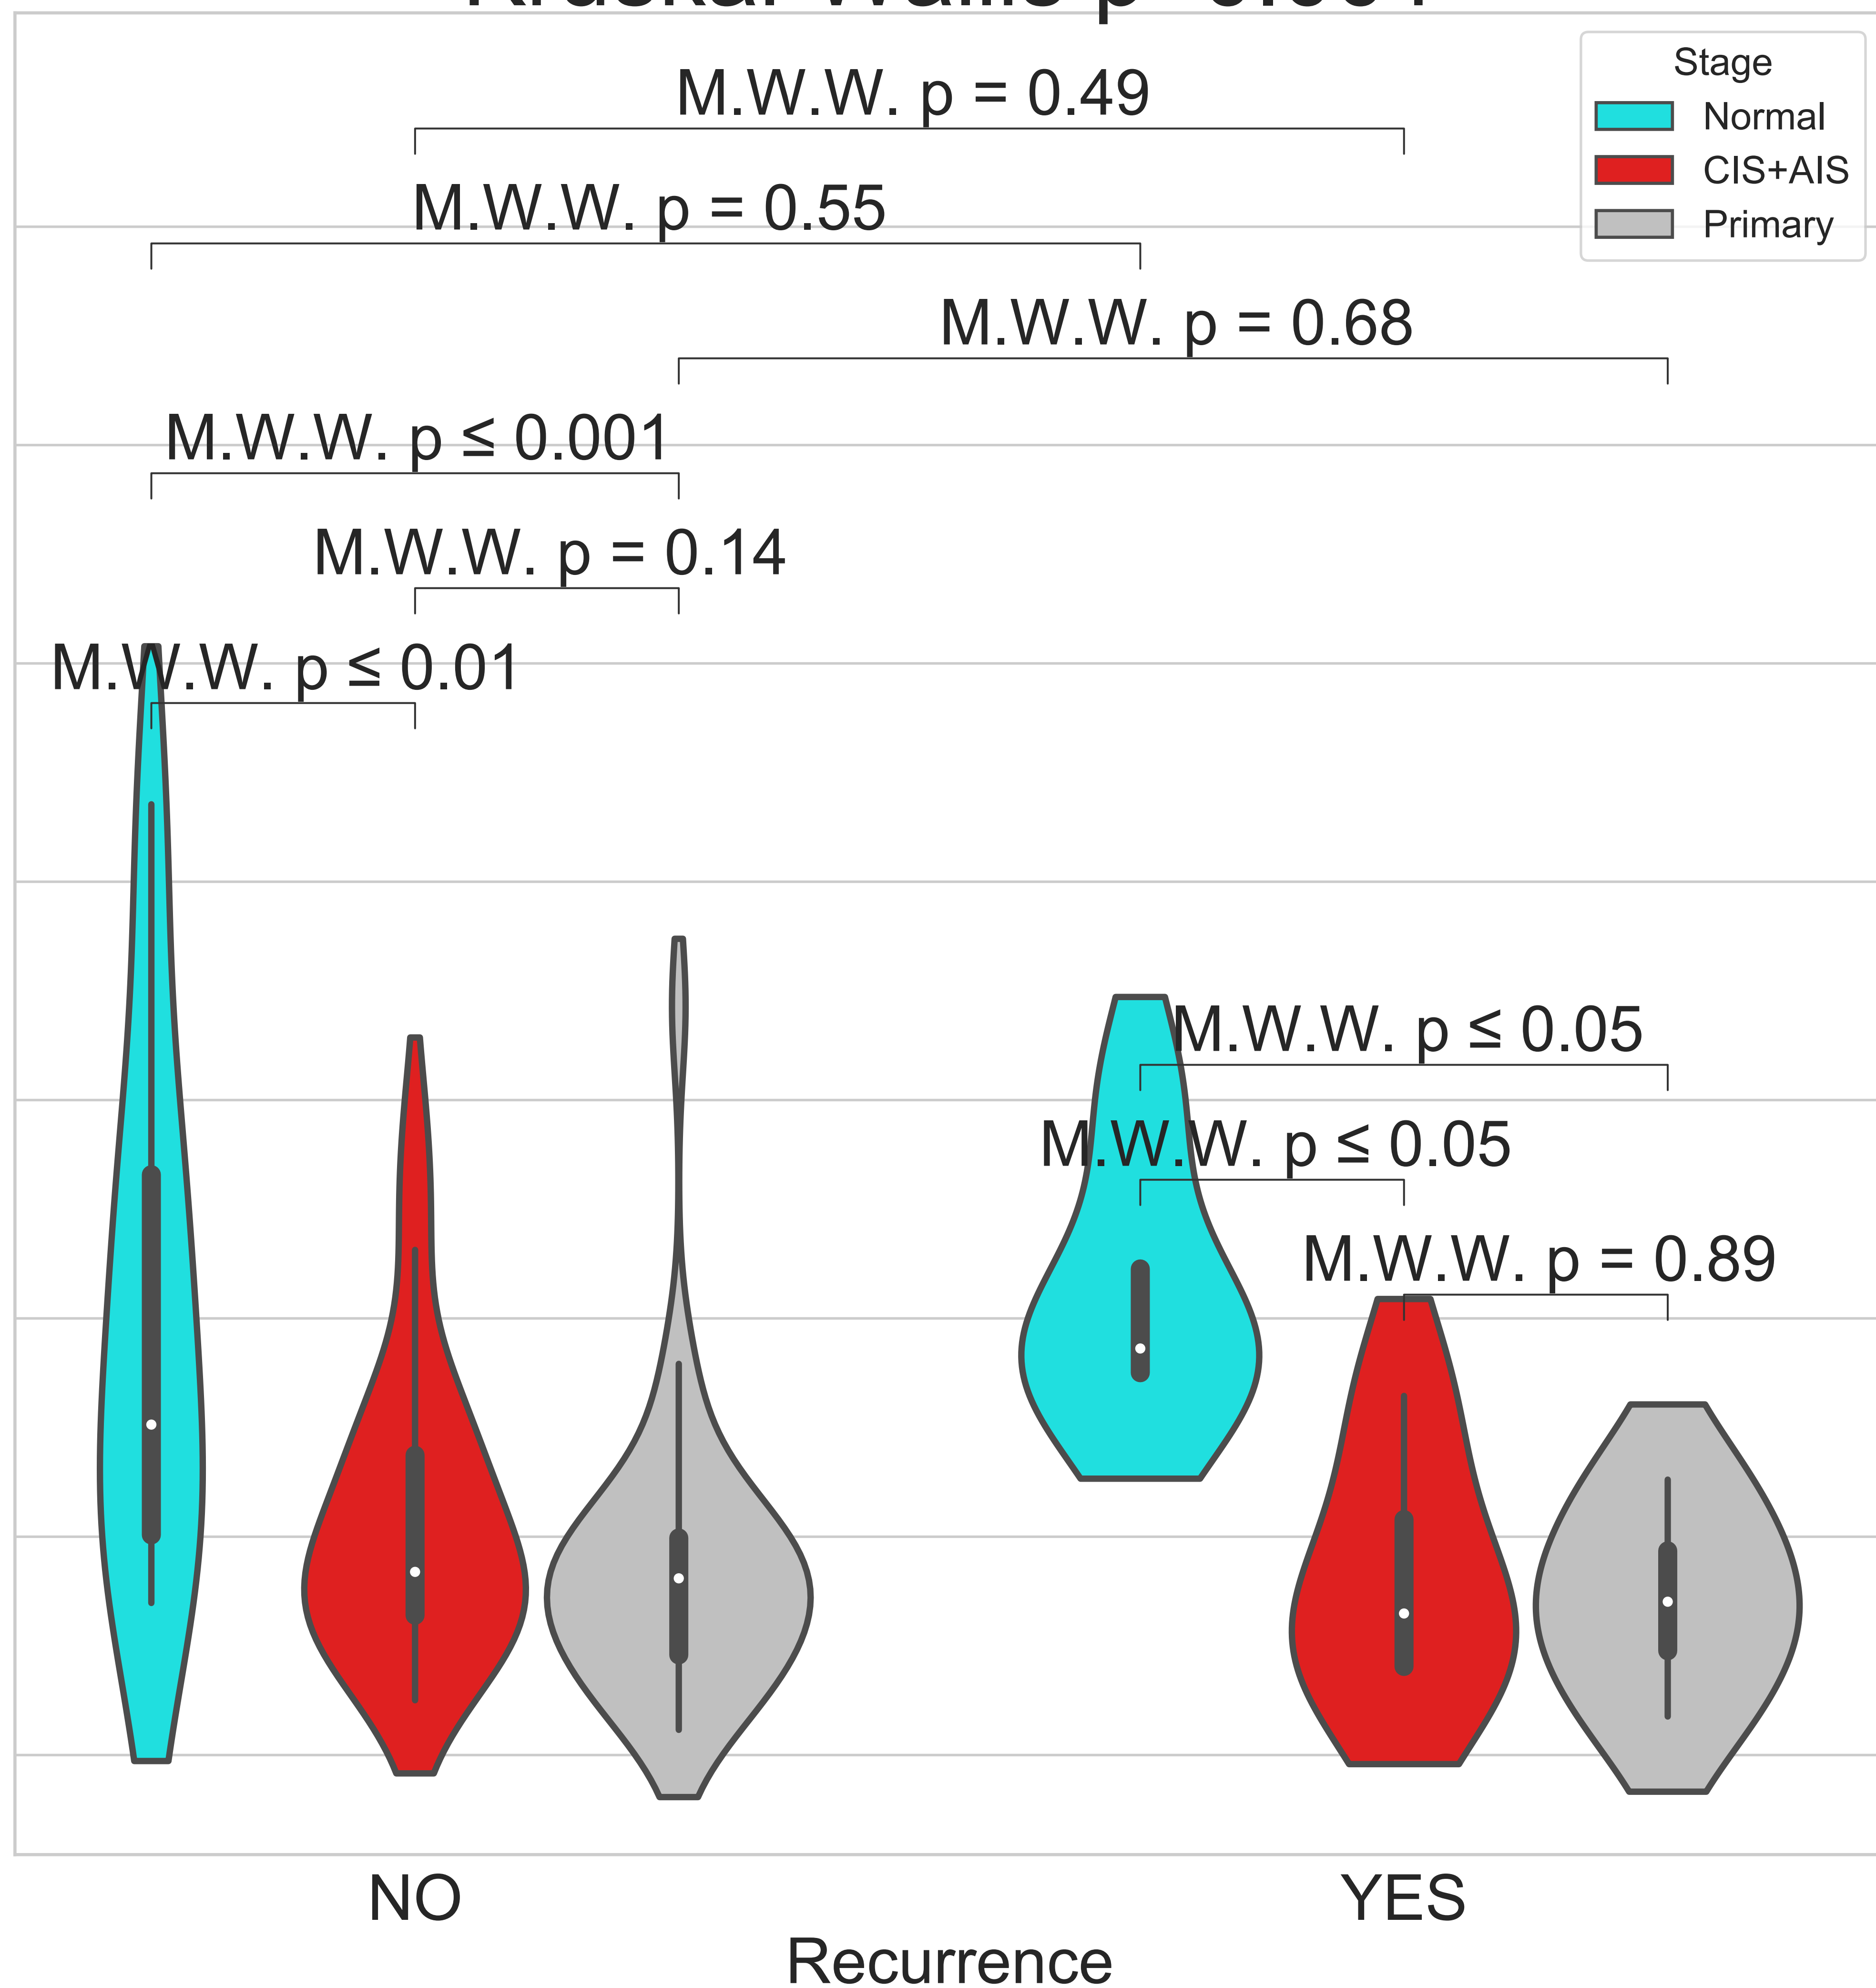 Stage
Normal
CIS+AIS
Primary
M.W.W. p = 0.49
M.W.W. p = 0.55
M.W.W. p = 0.68
M.W.W. p ≤ 0.001
M.W.W. p = 0.14
M.W.W. p ≤ 0.01
M.W.W. p ≤ 0.05
M.W.W. p ≤ 0.05
M.W.W. p = 0.89
NO
YES
Recurrence